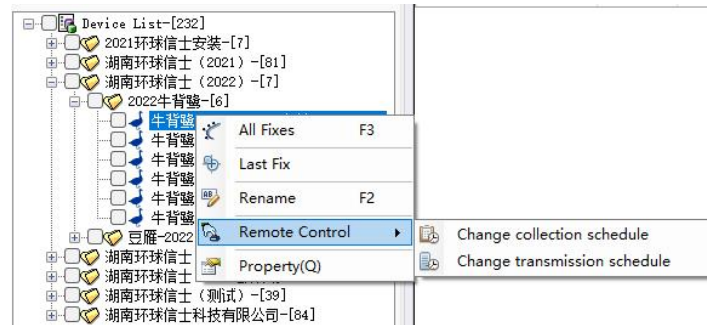 Device List-[232]
2021环球信士安装-[7]
湖南环球信士（2021）-[81]
湖南环球信士（2022）-[7]
2022牛背鹭-[6]
牛背鹭
牛背鹭
牛背鹭
牛背鹭
牛背鹭
牛背鹭
豆雁-2022
湖南环球信士
湖南环球信士
湖南环球信士（测试）-[39]
湖南环球信士科技有限公司-[84]
All Fixes F3
Last Fix
Rename F2
Remote Control
Property(Q)
Change collection schedule
Change transmission schedule